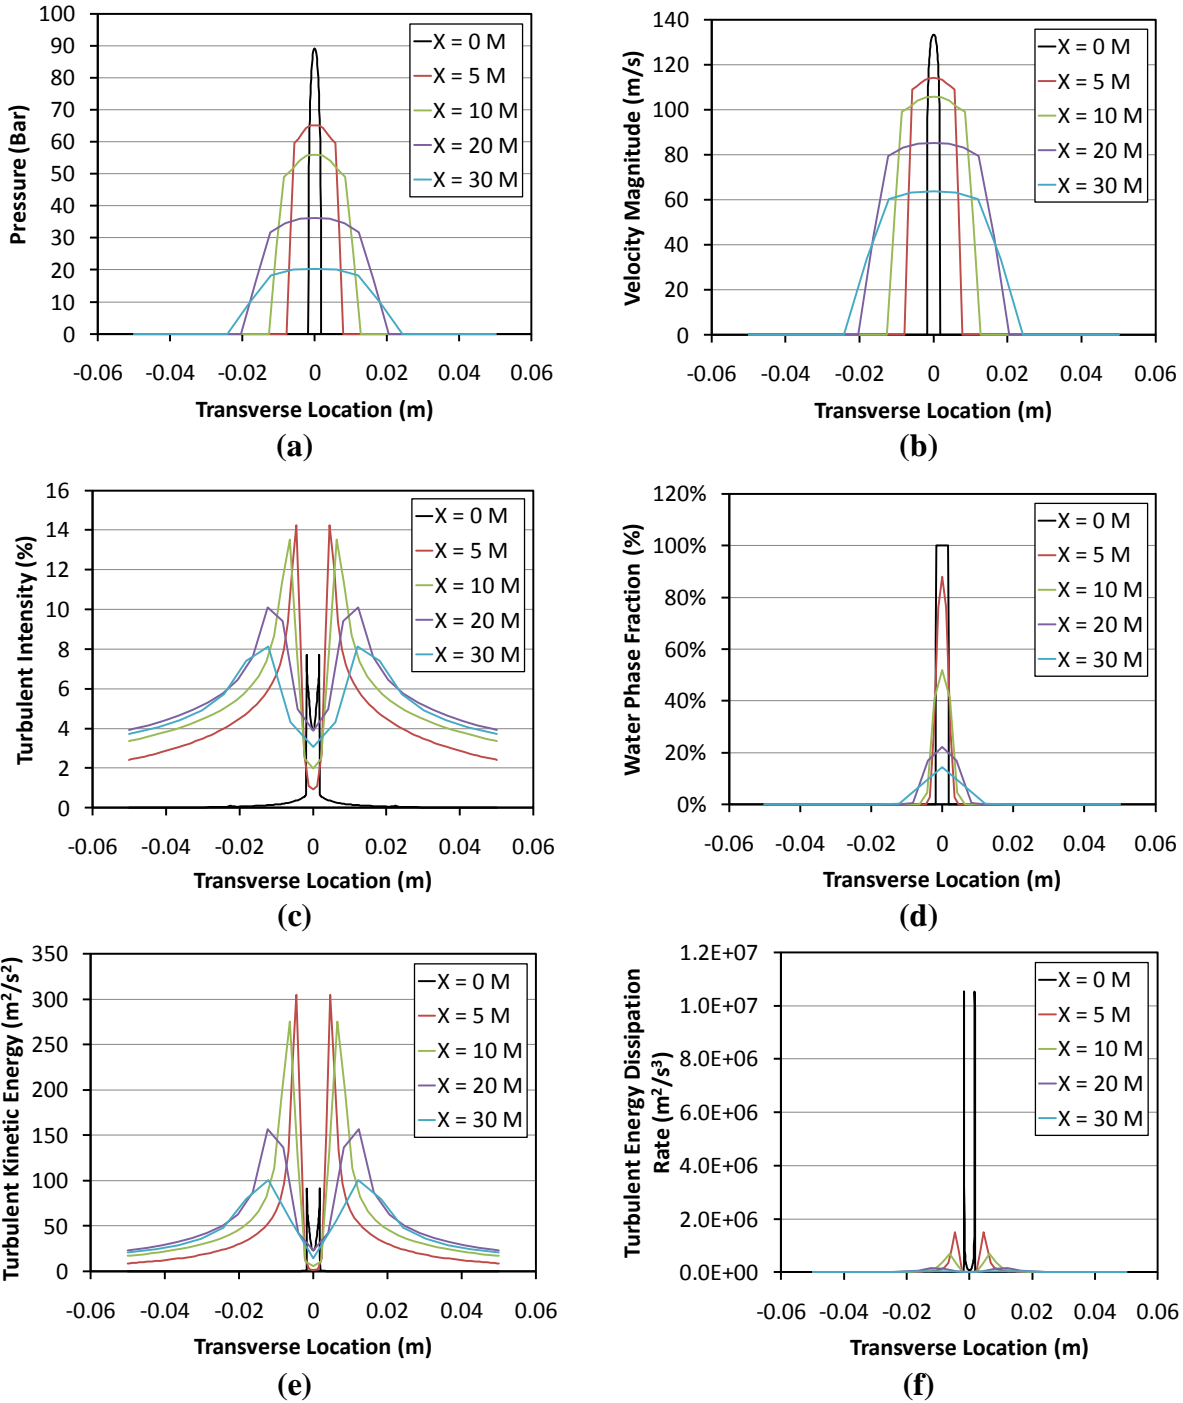 100
90
80
70
60
50
40
30
20
10
0
Pressure (Bar)
X = 0 M
X = 5 M
X = 10 M
X = 20 M
X = 30 M
-0.06 -0.04 -0.02 0 0.02 0.04 0.06
Transverse Location (m)
(a)
140
120
100
80
60
40
20
0
Velocity Magnitude (m/s)
X = 0 M
X = 5 M
X = 10 M
X = 20 M
X = 30 M
-0.06 -0.04 -0.02 0 0.02 0.04 0.06
Transverse Location (m)
(b)
16
14
12
10
8
6
4
2
0
Turbulent Intensity (%)
X = 0 M
X = 5 M
X = 10 M
X = 20 M
X = 30 M
-0.06 -0.04 -0.02 0 0.02 0.04 0.06
Transverse Location (m)
(c)
120%
100%
80%
60%
40%
20%
0%
Water Phase Fraction (%)
X = 0 M
X = 5 M
X = 10 M
X = 20 M
X = 30 M
-0.06 -0.04 -0.02 0 0.02 0.04 0.06
Transverse Location (m)
(d)
350
300
250
200
150
100
50
0
Turbulent Kinetic Energy (m²/s²)
X = 0 M
X = 5 M
X = 10 M
X = 20 M
X = 30 M
-0.06 -0.04 -0.02 0 0.02 0.04 0.06
Transverse Location (m)
(e)
1.2E+07
1.0E+07
8.0E+06
6.0E+06
4.0E+06
2.0E+06
0.0E+00
Turbulent Energy Dissipation
Rate (m²/s³)
X = 0 M
X = 5 M
X = 10 M
X = 20 M
X = 30 M
-0.06 -0.04 -0.02 0 0.02 0.04 0.06
Transverse Location (m)
(f)